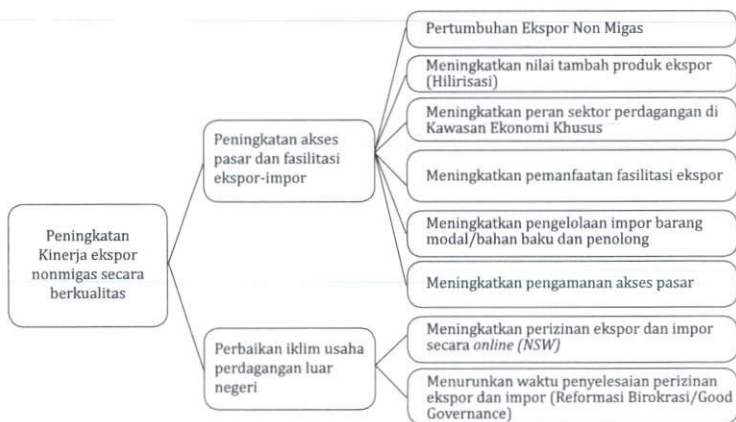 Peningkatan
Kinerja ekspor
nonmigas secara
berkualitas
Peningkatan akses
pasar dan fasilitasi
ekspor-impor
Pertumbuhan Ekspor Non Migas
Meningkatkan nilai tambah produk ekspor
(Hilirisasi)
Meningkatkan peran sektor perdagangan di
Kawasan Ekonomi Khusus
Meningkatkan pemanfaatan fasilitasi ekspor
Meningkatkan pengelolaan impor barang
modal/bahan baku dan penolong
Meningkatkan pengamanan akses pasar
Perbaikan iklim usaha
perdagangan luar
negeri
Meningkatkan perizinan ekspor dan impor
secara online (NSW)
Menurunkan waktu penyelesaian perizinan
ekspor dan impor (Reformasi Birokrasi/Good
Governance)